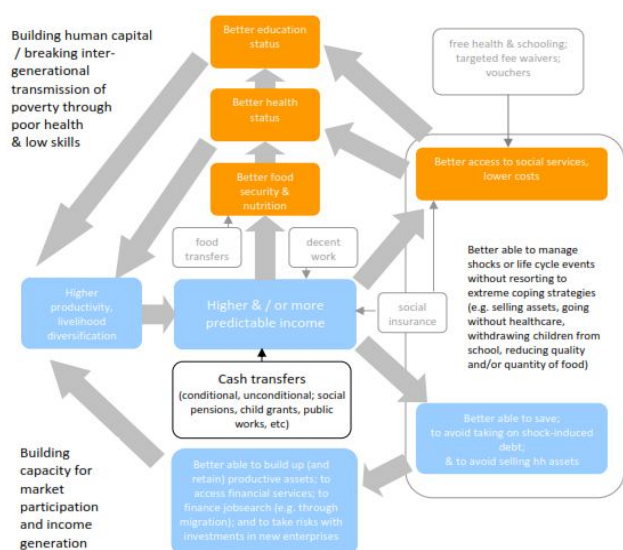 Building human capital
/ breaking inter-
generational
transmission of
poverty through
poor health
& low skills
Better education
status
free health & schooling;
targeted fee waivers;
vouchers
Better health
status
Better access to social services,
lower costs
Better food
security &
nutrition
food
transfers
decent
work
Better able to manage
shocks or life cycle events
without resorting to
extreme coping strategies
(e.g. selling assets, going
without healthcare,
withdrawing children from
school, reducing quality
and/or quantity of food)
Higher
productivity,
livelihood
diversification
Higher & / or more
predictable income
social
insurance
Cash transfers
(conditional, unconditional; social
pensions, child grants, public
works, etc)
Better able to save;
to avoid taking on shock-induced
debt;
& to avoid selling hh assets
Building
capacity for
market
participation
and income
generation
Better able to build up (and
retain) productive assets; to
access financial services; to
finance jobsearch (e.g. through
migration); and to take risks with
investments in new enterprises